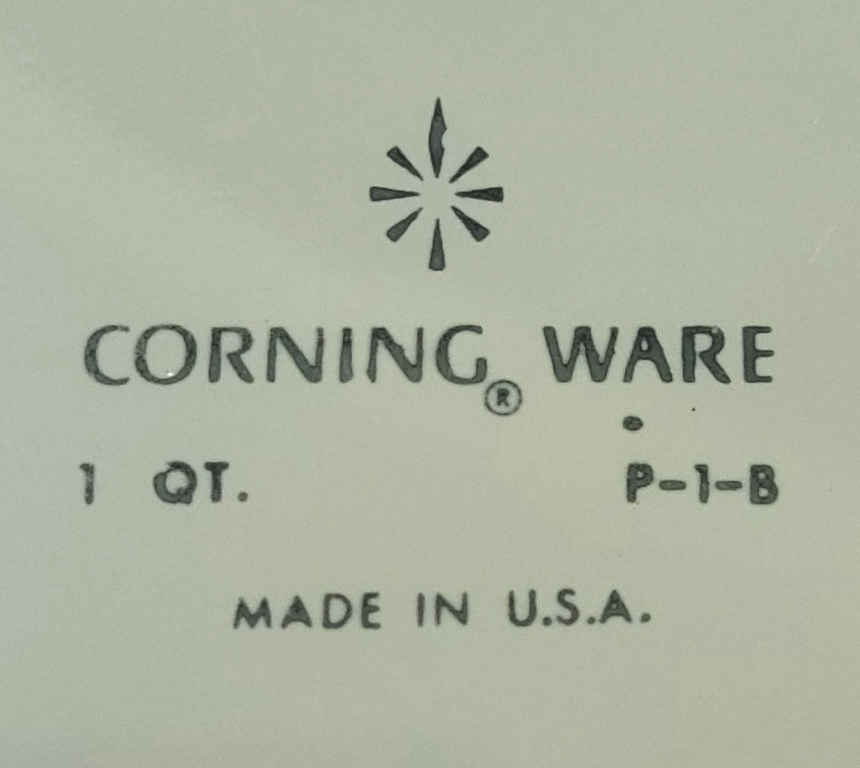 CORNING® WARE
1 QT. P-1-B
MADE IN U.S.A.